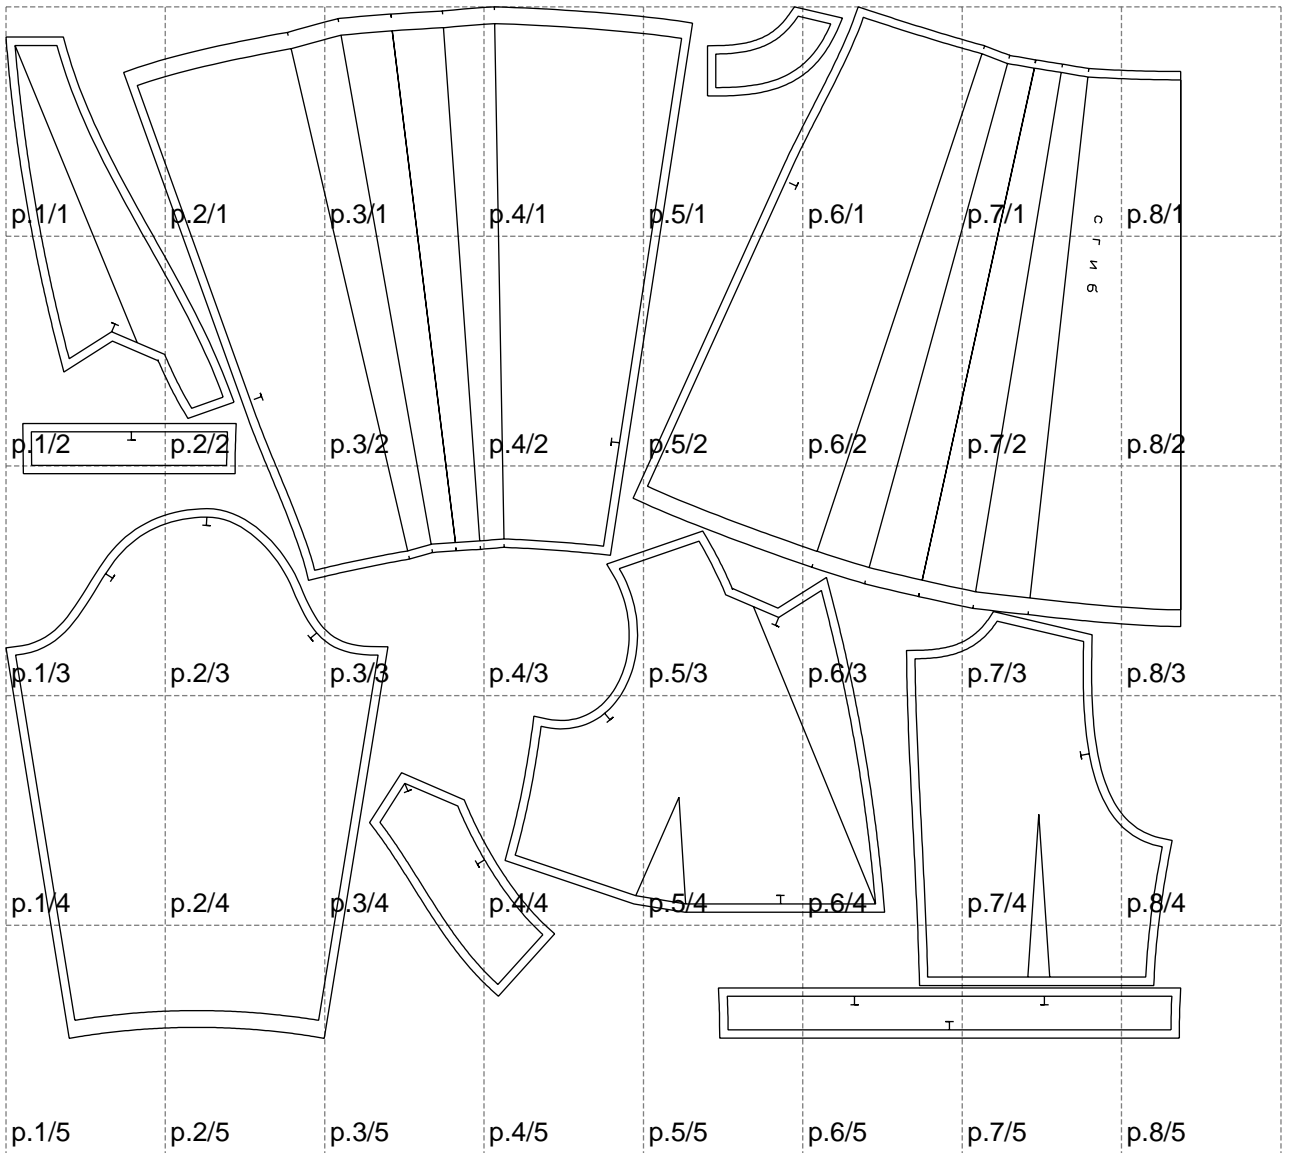 p.1/1 p.2/1 p.3/1 p.4/1 p.5/1 p.6/1 p.7/1 p.8/1
сгиб
p.1/2 p.2/2 p.3/2 p.4/2 p.5/2 p.6/2 p.7/2 p.8/2
p.1/3 p.2/3 p.3/3 p.4/3 p.5/3 p.6/3 p.7/3 p.8/3
p.1/4 p.2/4 p.3/4 p.4/4 p.5/4 p.6/4 p.7/4 p.8/4
p.1/5 p.2/5 p.3/5 p.4/5 p.5/5 p.6/5 p.7/5 p.8/5